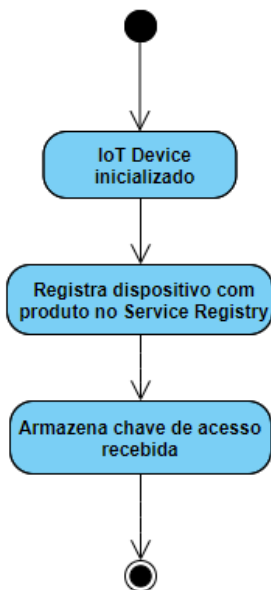 IoT Device
inicializado
Registra dispositivo com
produto no Service Registry
Armazena chave de acesso
recebida